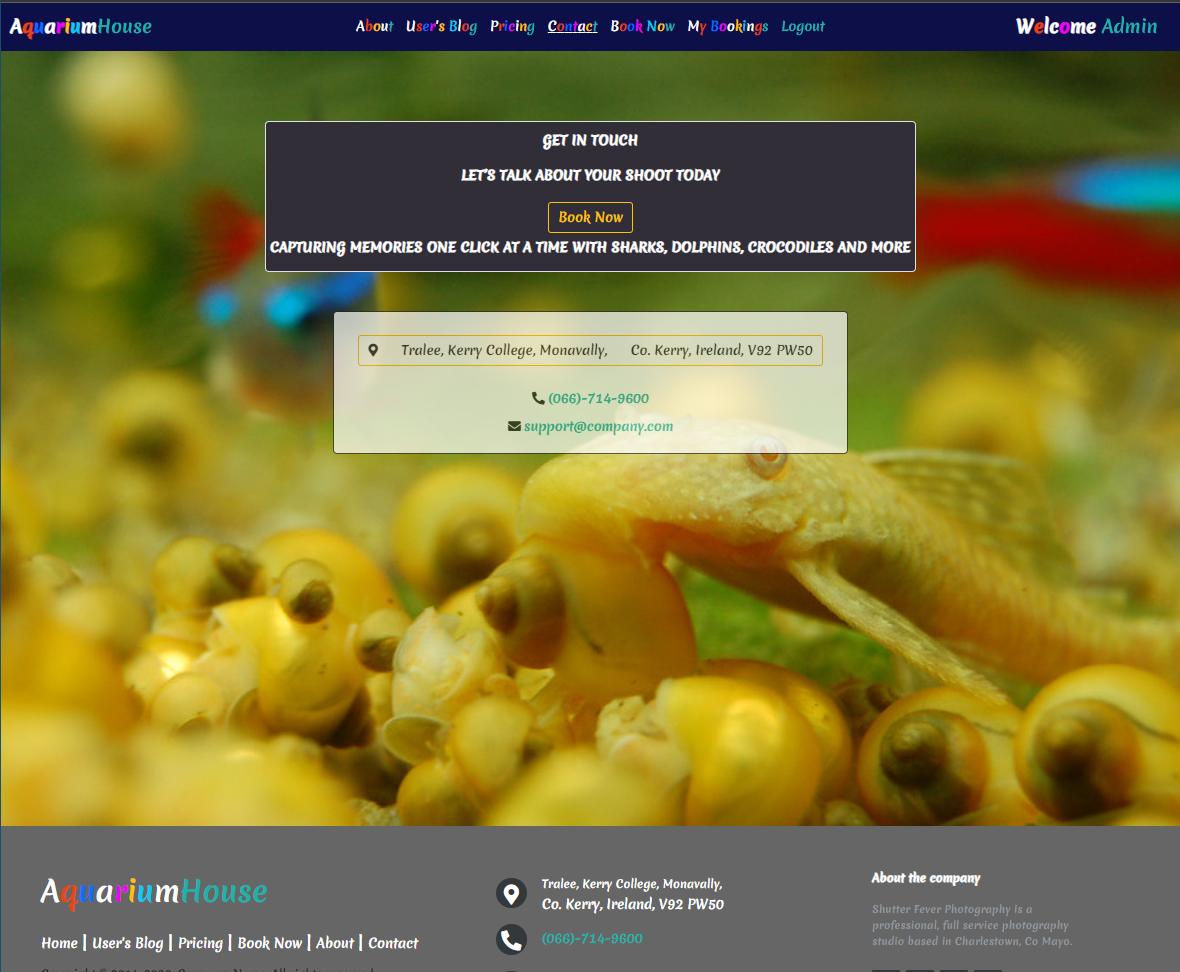 AquariumHouse About User's Blog Pricing Contact Book Now My Bookings Logout Welcome Admin
GET IN TOUCH
LET'S TALK ABOUT YOUR SHOOT TODAY
Book Now
CAPTURING MEMORIES ONE CLICK AT A TIME WITH SHARKS, DOLPHINS, CROCODILES AND MORE
Tralee, Kerry College, Monavally, Co. Kerry, Ireland, V92 PW50
(066)-714-9600
support@company.com
AquariumHouse
Home | User's Blog | Pricing | Book Now | About | Contact
Tralee, Kerry College, Monavally,
Co. Kerry, Ireland, V92 PW50
(066)-714-9600
About the company
Shutter Fever Photography is a
professional, full service photography
studio based in Charlestown, Co Mayo.